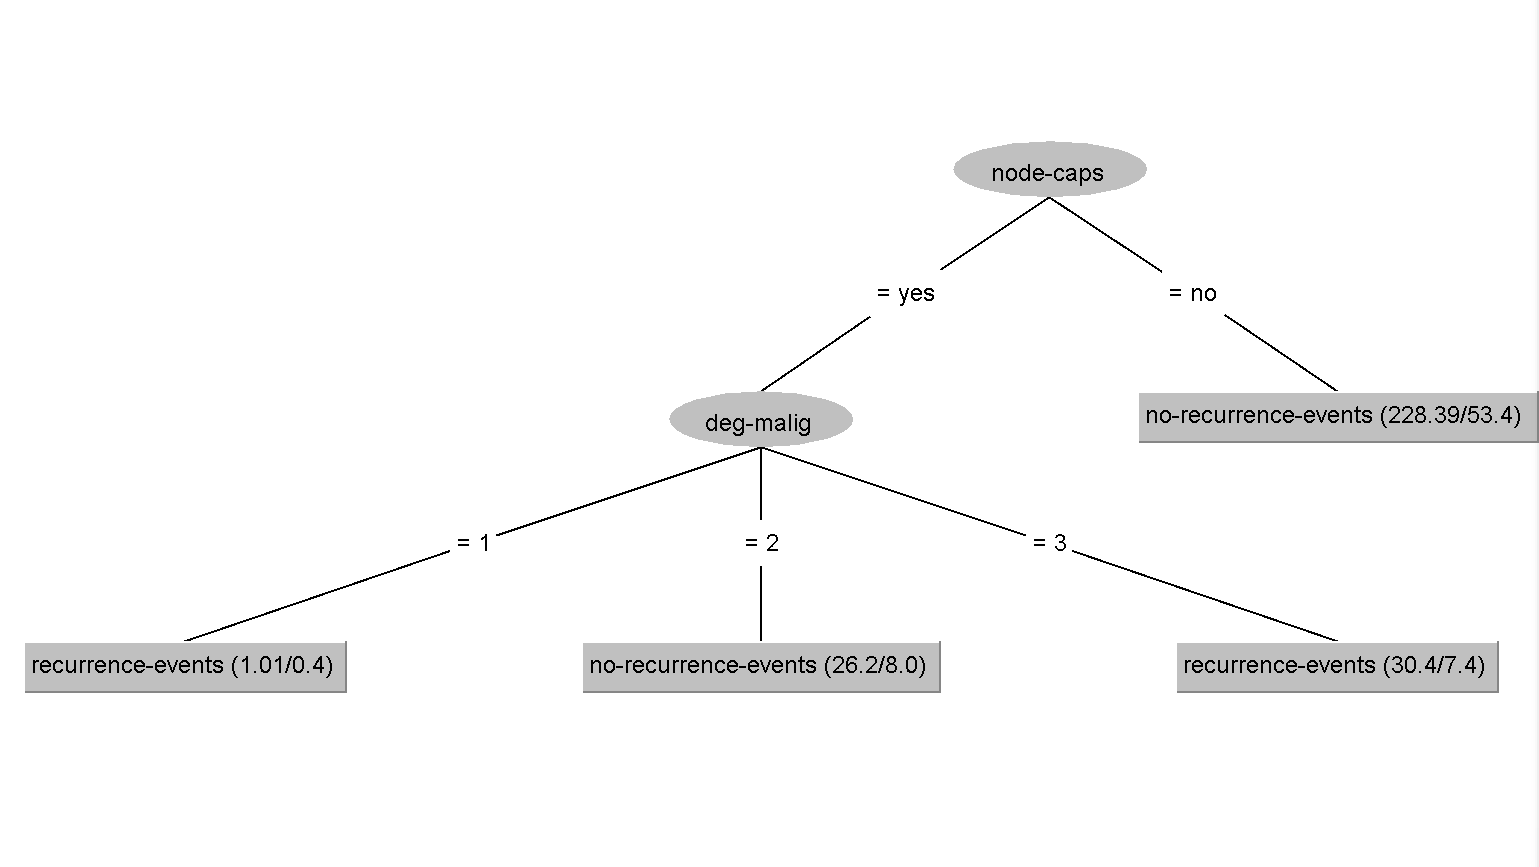 node-caps
= yes
= no
deg-malig
no-recurrence-events (228.39/53.4)
= 1
= 2
= 3
recurrence-events (1.01/0.4)
no-recurrence-events (26.2/8.0)
recurrence-events (30.4/7.4)